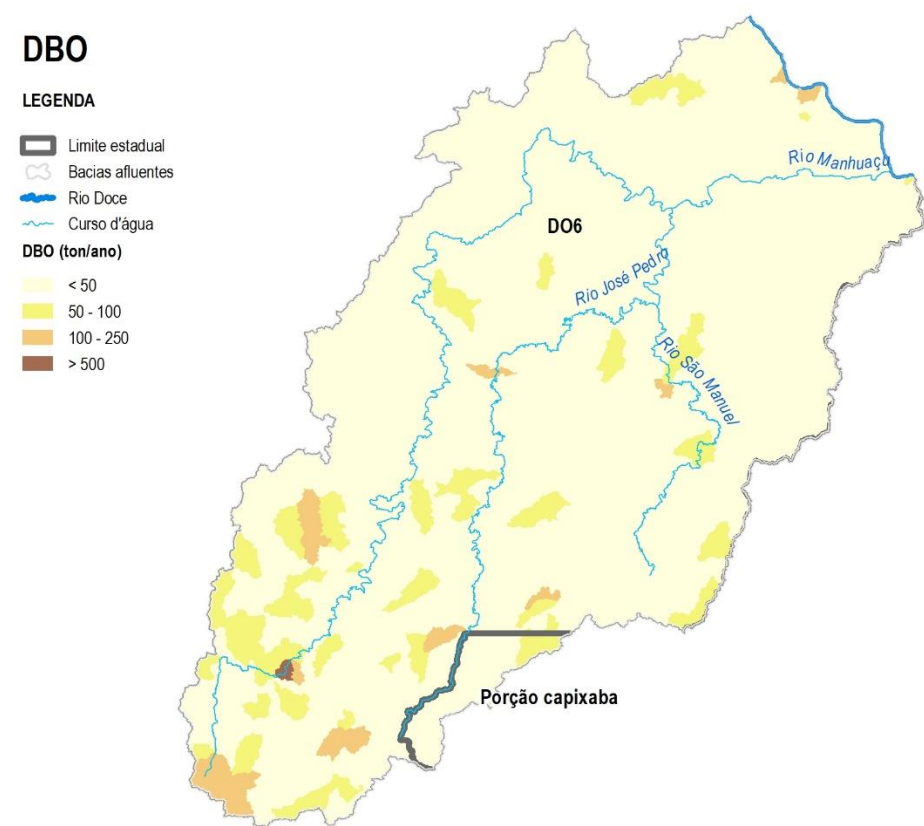 DBO
LEGENDA
Limite estadual
Bacias afluentes
Rio Doce
Curso d'água
DBO (ton/ano)
< 50
50 - 100
100 - 250
> 500
Rio Manhuaçu
DO6
Rio José Pedro
Rio São Manuel
Porção capixaba